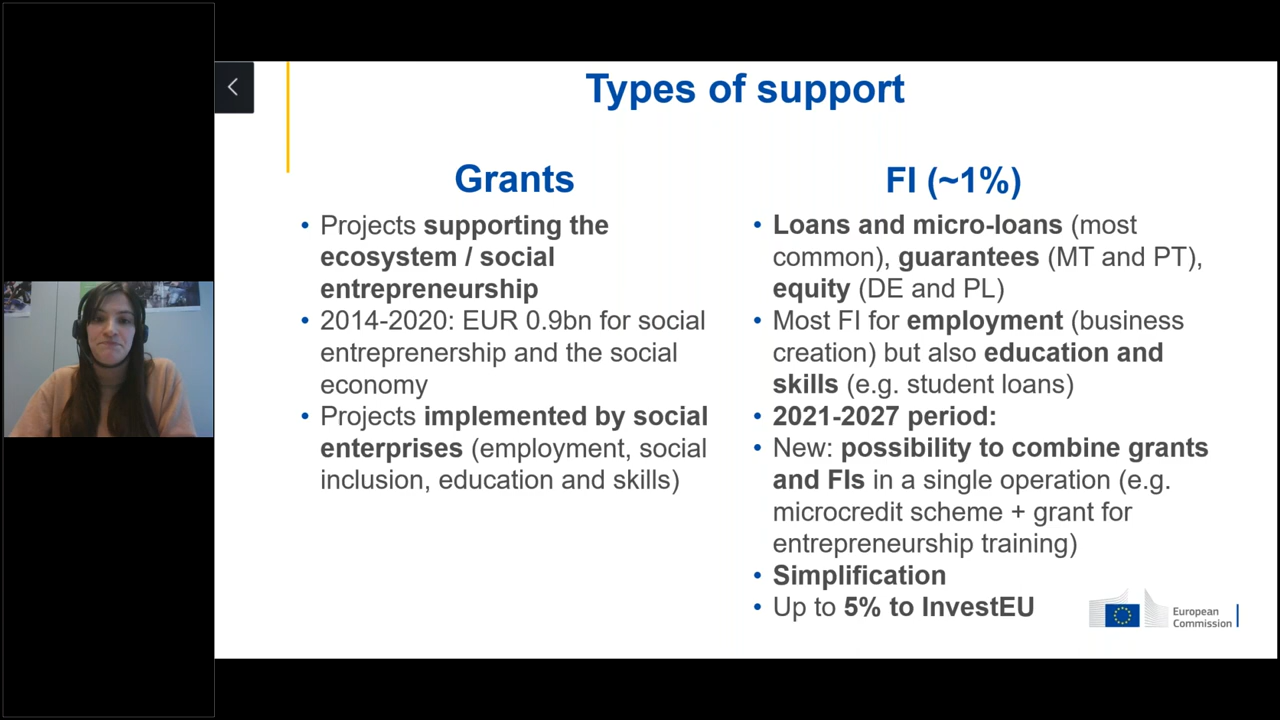 Types of support
Grants
• Projects supporting the
ecosystem / social
entrepreneurship
• 2014-2020: EUR 0.9bn for social
entreprenership and the social
economy
• Projects implemented by social
enterprises (employment, social
inclusion, education and skills)
FI (~1%)
• Loans and micro-loans (most
common), guarantees (MT and PT),
equity (DE and PL)
• Most FI for employment (business
creation) but also education and
skills (e.g. student loans)
• 2021-2027 period:
• New: possibility to combine grants
and FIs in a single operation (e.g.
microcredit scheme + grant for
entrepreneurship training)
• Simplification
• Up to 5% to InvestEU
European
Commission